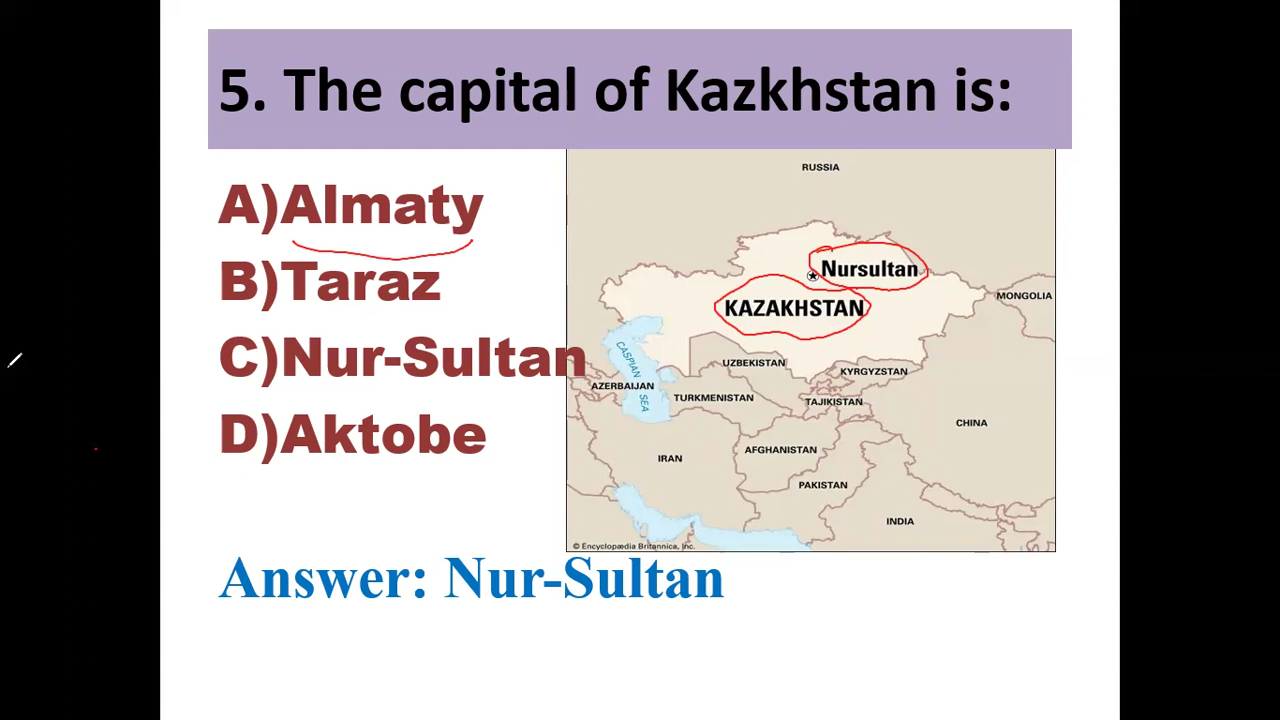 5. The capital of Kazkhstan is:
A)Almaty
B)Taraz
C)Nur-Sultan
D)Aktobe
RUSSIA
Nursultan
KAZAKHSTAN
MONGOLIA
CASPIAN SEA
UZBEKISTAN
KYRGYZSTAN
AZERBAIJAN
TURKMENISTAN
TAJIKISTAN
CHINA
IRAN
AFGHANISTAN
PAKISTAN
INDIA
© Encyclopædia Britannica, Inc.
Answer: Nur-Sultan